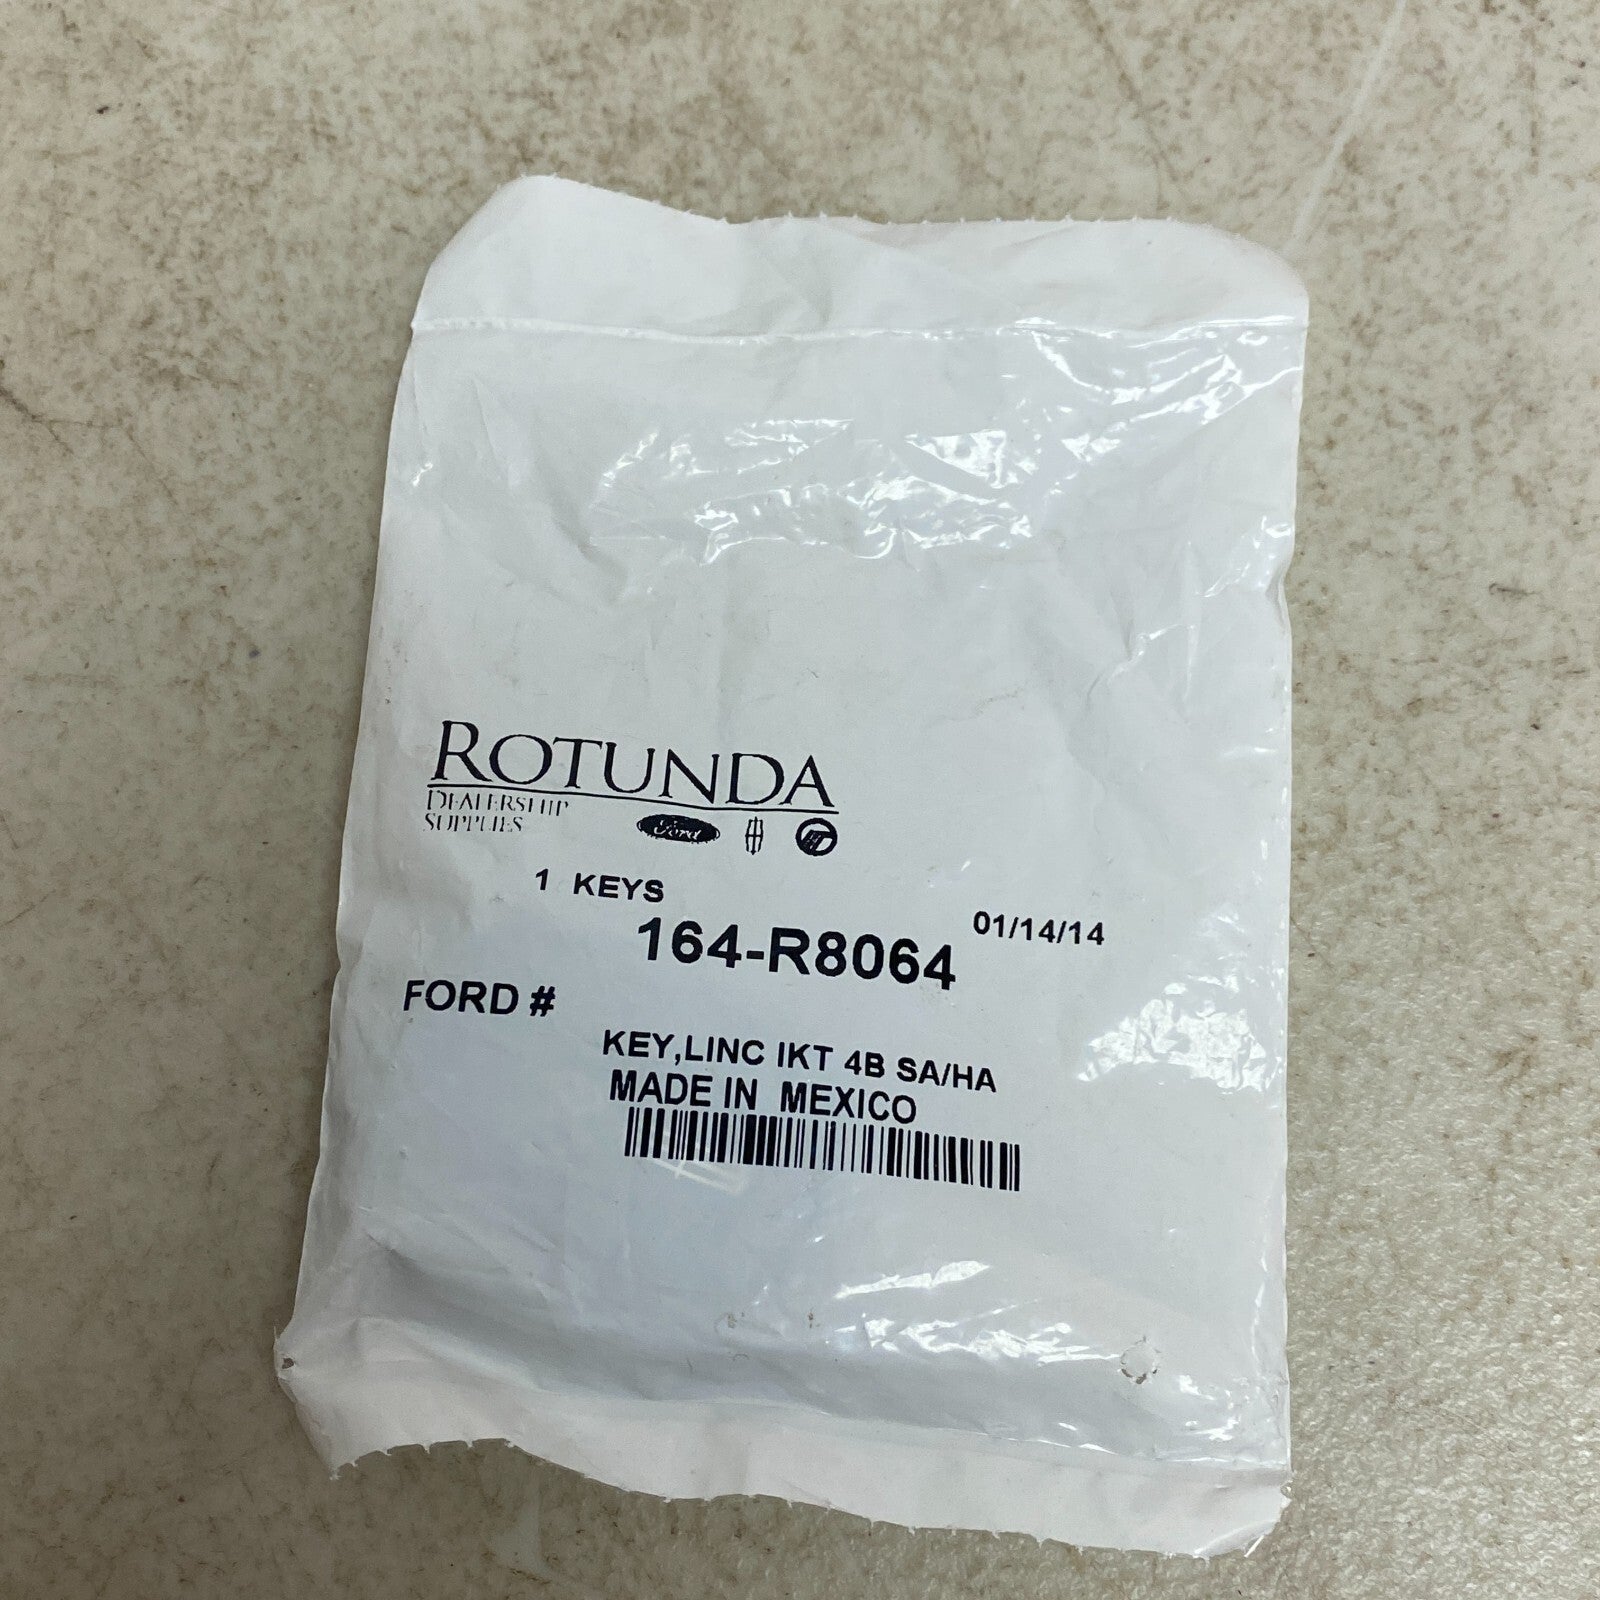 ROTUNDA
DEALERSHIP
SUPPLIES
Ford
1 KEYS
01/14/14
164-R8064
FORD #
KEY,LINC IKT 4B SA/HA
MADE IN MEXICO